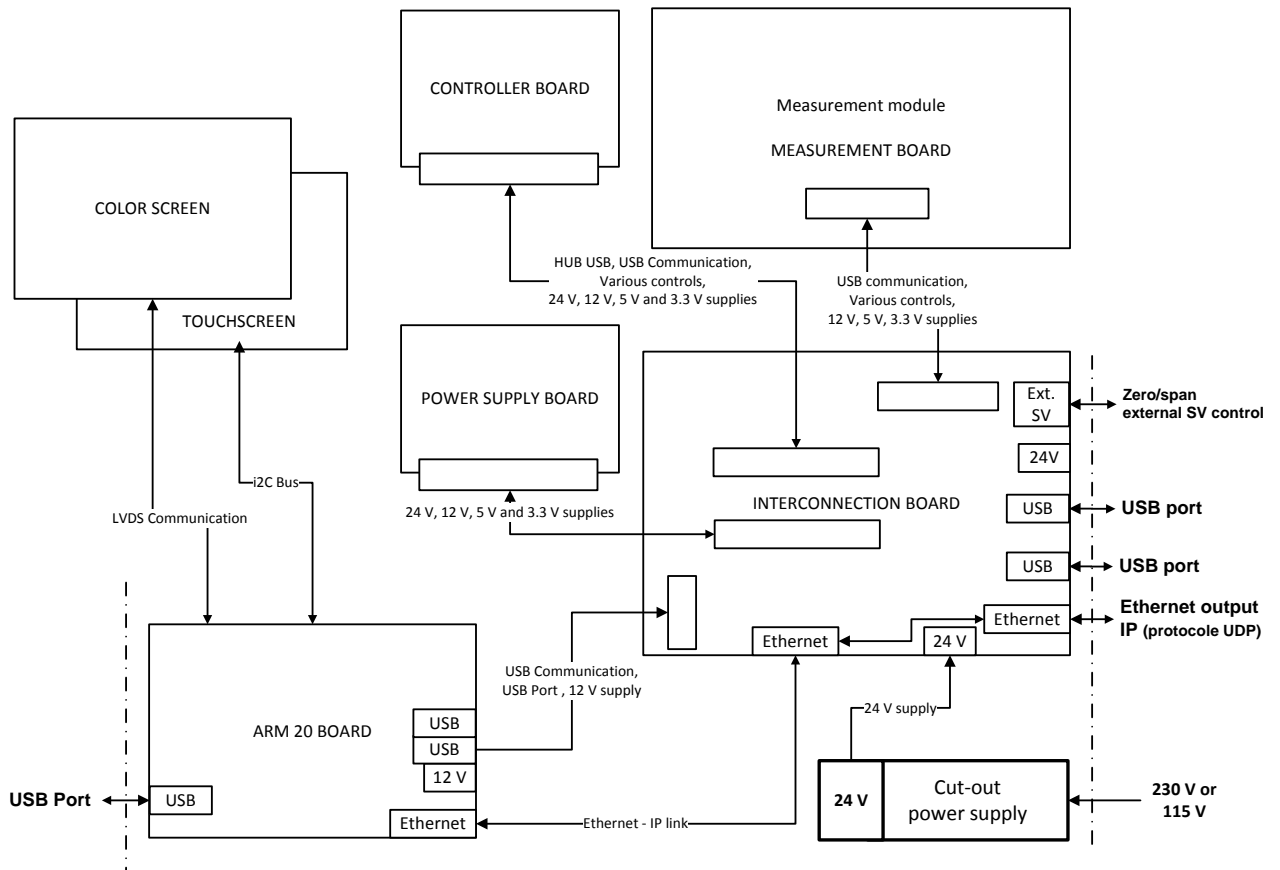 CONTROLLER BOARD
Measurement module
MEASUREMENT BOARD
COLOR SCREEN
TOUCHSCREEN
HUB USB, USB Communication,
Various controls,
24 V, 12 V, 5 V and 3.3 V supplies
USB communication,
Various controls,
12 V, 5 V, 3.3 V supplies
POWER SUPPLY BOARD
24 V, 12 V, 5 V and 3.3 V supplies
i2C Bus
LVDS Communication
INTERCONNECTION BOARD
Ext.
SV
Zero/span
external SV control
24V
USB
USB port
USB
USB port
Ethernet
Ethernet output
IP (protocole UDP)
Ethernet
24 V
USB Communication,
USB Port , 12 V supply
24 V supply
ARM 20 BOARD
USB
USB
12 V
USB
USB Port
Ethernet
Ethernet - IP link
24 V
Cut-out
power supply
230 V or
115 V